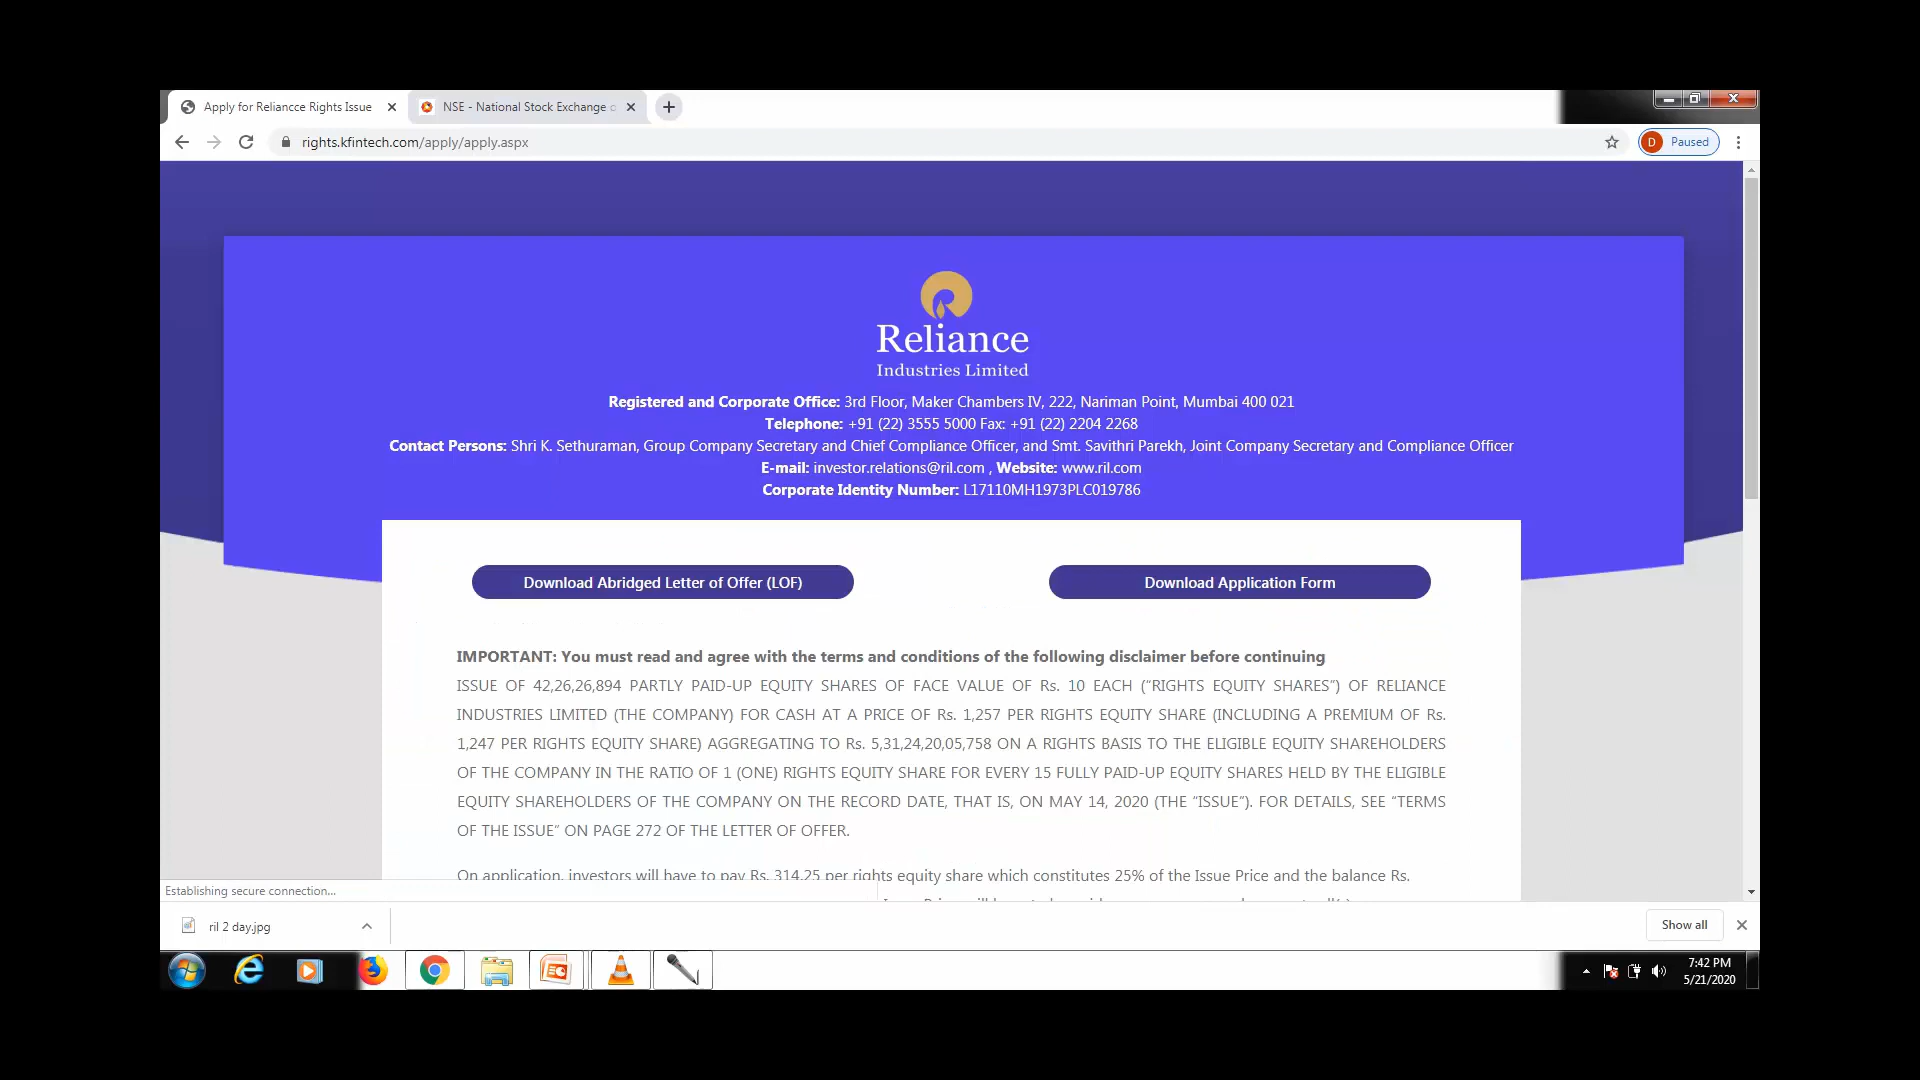 Apply for Reliancce Rights Issue
NSE - National Stock Exchange o
rights.kfintech.com/apply/apply.aspx
D Paused
Reliance
Industries Limited
Registered and Corporate Office: 3rd Floor, Maker Chambers IV, 222, Nariman Point, Mumbai 400 021
Telephone: +91 (22) 3555 5000 Fax: +91 (22) 2204 2268
Contact Persons: Shri K. Sethuraman, Group Company Secretary and Chief Compliance Officer, and Smt. Savithri Parekh, Joint Company Secretary and Compliance Officer
E-mail: investor.relations@ril.com , Website: www.ril.com
Corporate Identity Number: L17110MH1973PLC019786
Download Abridged Letter of Offer (LOF)
Download Application Form
IMPORTANT: You must read and agree with the terms and conditions of the following disclaimer before continuing
ISSUE OF 42,26,26,894 PARTLY PAID-UP EQUITY SHARES OF FACE VALUE OF Rs. 10 EACH (“RIGHTS EQUITY SHARES”) OF RELIANCE
INDUSTRIES LIMITED (THE COMPANY) FOR CASH AT A PRICE OF Rs. 1,257 PER RIGHTS EQUITY SHARE (INCLUDING A PREMIUM OF Rs.
1,247 PER RIGHTS EQUITY SHARE) AGGREGATING TO Rs. 5,31,24,20,05,758 ON A RIGHTS BASIS TO THE ELIGIBLE EQUITY SHAREHOLDERS
OF THE COMPANY IN THE RATIO OF 1 (ONE) RIGHTS EQUITY SHARE FOR EVERY 15 FULLY PAID-UP EQUITY SHARES HELD BY THE ELIGIBLE
EQUITY SHAREHOLDERS OF THE COMPANY ON THE RECORD DATE, THAT IS, ON MAY 14, 2020 (THE “ISSUE”). FOR DETAILS, SEE “TERMS
OF THE ISSUE” ON PAGE 272 OF THE LETTER OF OFFER.
On application, investors will have to pay Rs. 314.25 per rights equity share which constitutes 25% of the Issue Price and the balance Rs.
Establishing secure connection...
ril 2 day.jpg
Show all
7:42 PM
5/21/2020